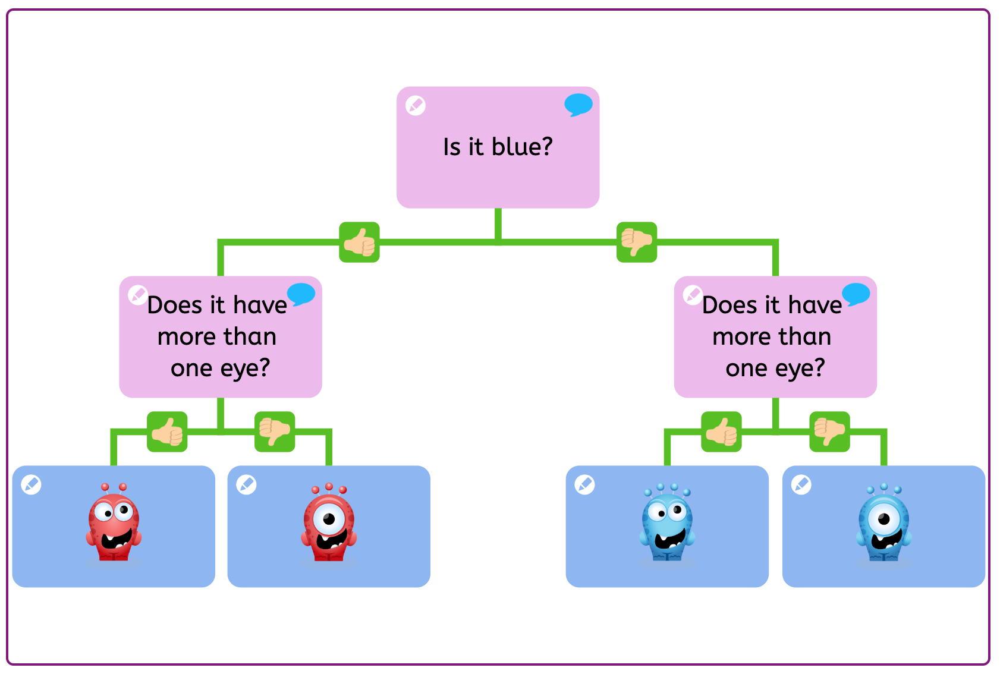 Is it blue?
Does it have
more than
one eye?
Does it have
more than
one eye?